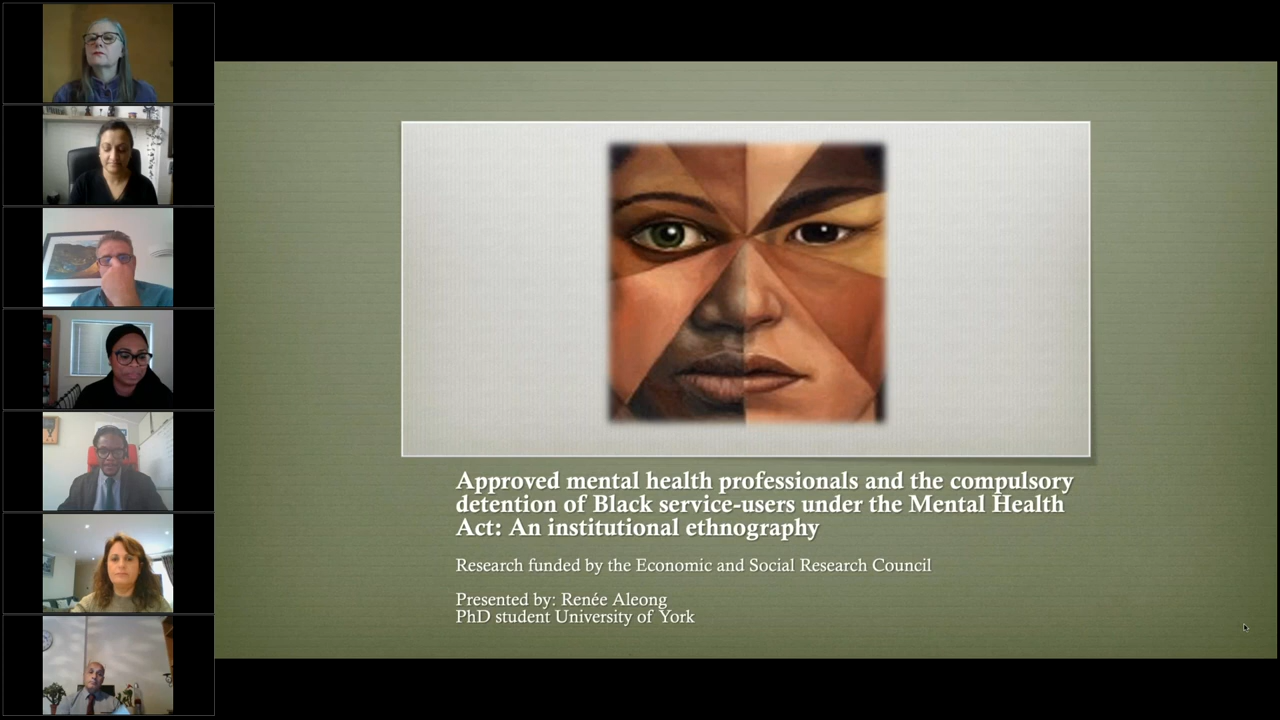 Approved mental health professionals and the compulsory
detention of Black service-users under the Mental Health
Act: An institutional ethnography
Research funded by the Economic and Social Research Council
Presented by: Renée Aleong
PhD student University of York